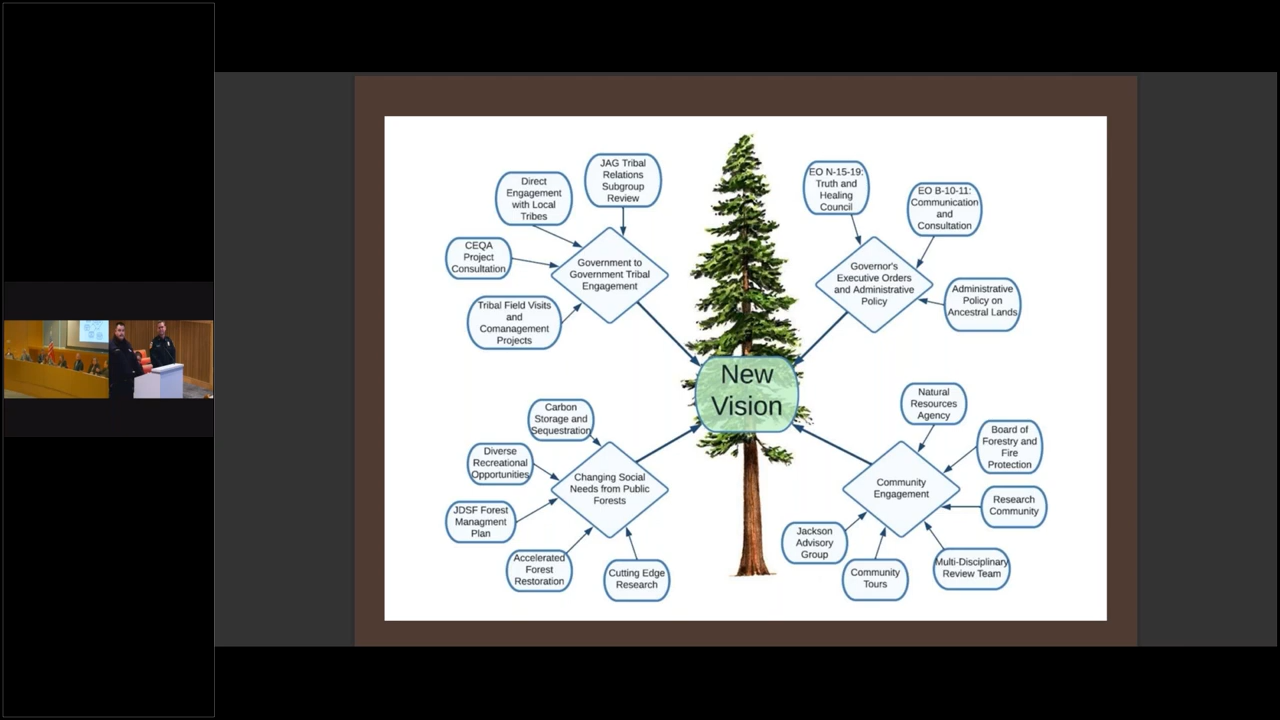 JAG Tribal
Relations
Subgroup
Review
Direct
Engagement
with Local
Tribes
CEQA
Project
Consultation
Tribal Field Visits
and
Comanagement
Projects
Government to
Government Tribal
Engagement
EO N-15-19:
Truth and
Healing
Council
EO B-10-11:
Communication
and
Consultation
Administrative
Policy on
Ancestral Lands
Governor's
Executive Orders
and Administrative
Policy
New
Vision
Carbon
Storage and
Sequestration
Diverse
Recreational
Opportunities
JDSF Forest
Managment
Plan
Accelerated
Forest
Restoration
Cutting Edge
Research
Changing Social
Needs from Public
Forests
Natural
Resources
Agency
Board of
Forestry and
Fire
Protection
Research
Community
Multi-Disciplinary
Review Team
Community
Tours
Jackson
Advisory
Group
Community
Engagement